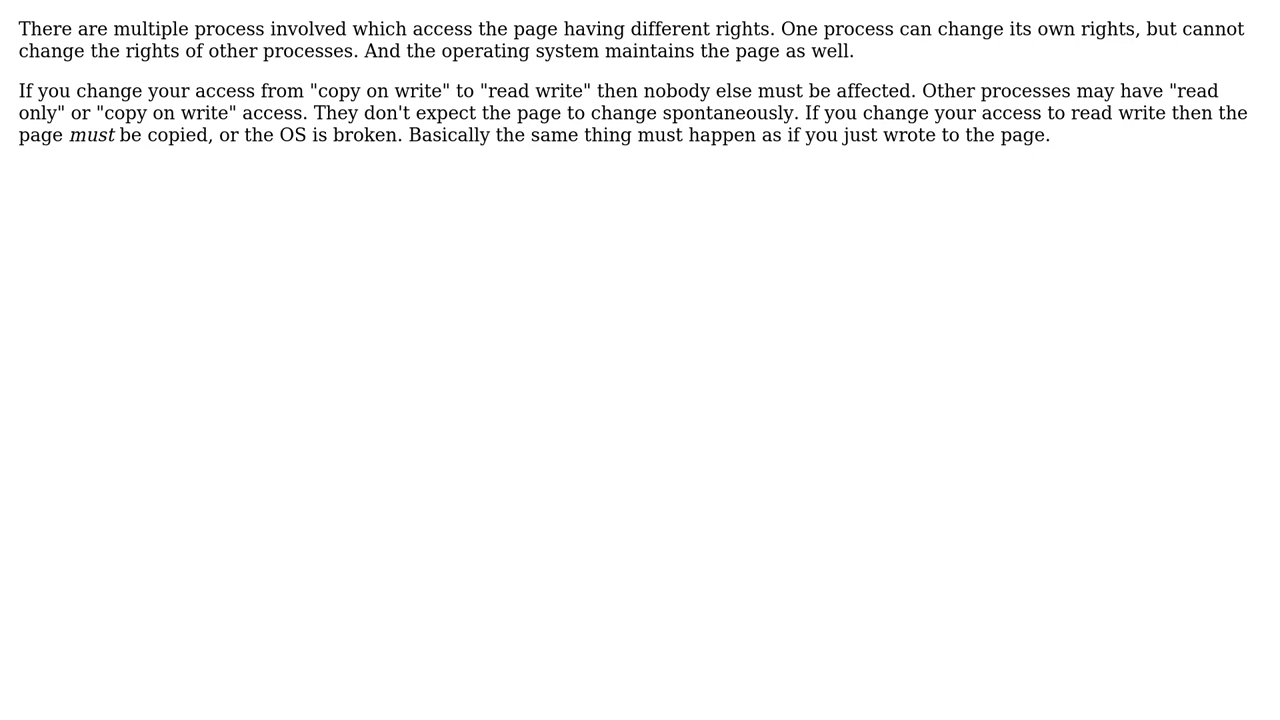 There are multiple process involved which access the page having different rights. One process can change its own rights, but cannot
change the rights of other processes. And the operating system maintains the page as well.
If you change your access from "copy on write" to "read write" then nobody else must be affected. Other processes may have "read
only" or "copy on write" access. They don't expect the page to change spontaneously. If you change your access to read write then the
page must be copied, or the OS is broken. Basically the same thing must happen as if you just wrote to the page.